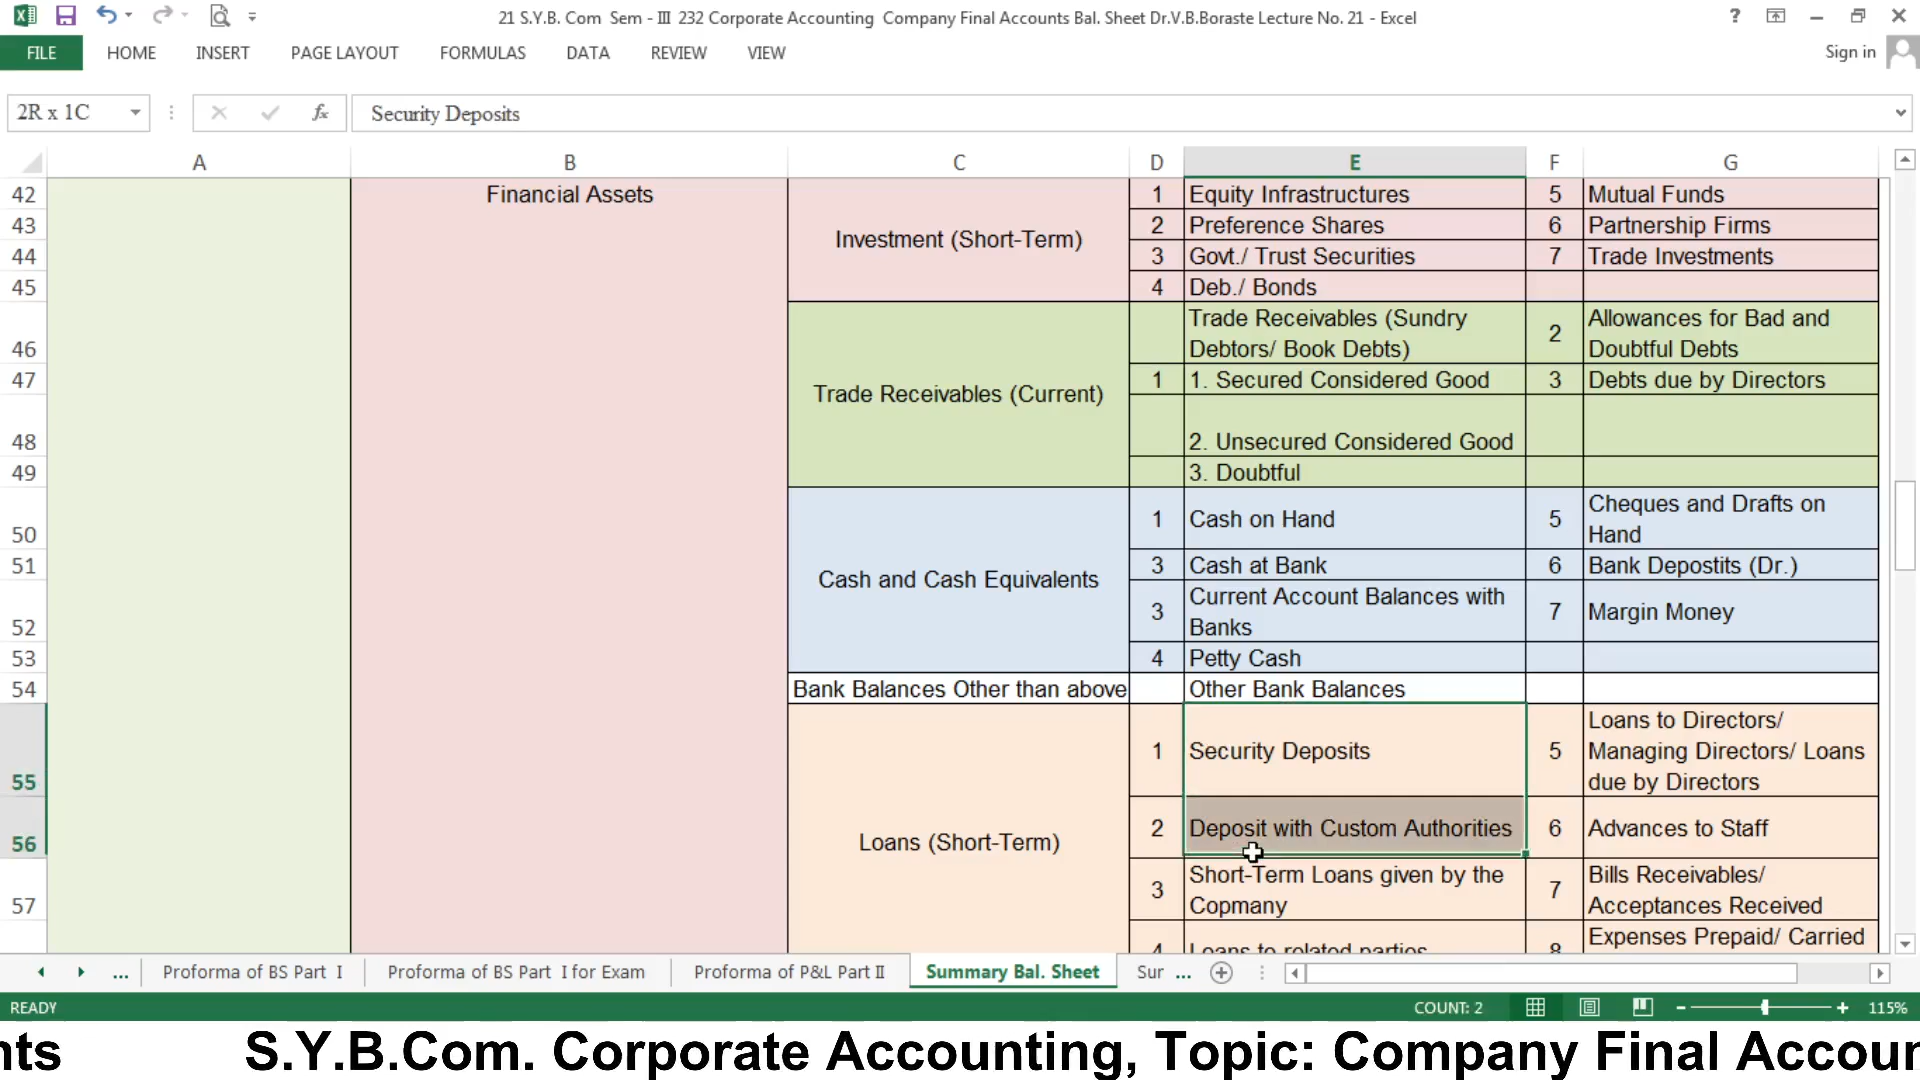 21 S.Y.B. Com Sem - III 232 Corporate Accounting Company Final Accounts Bal. Sheet Dr.V.B.Boraste Lecture No. 21 - Excel
?
FILE HOME INSERT PAGE LAYOUT FORMULAS DATA REVIEW VIEW Sign in
2R x 1C fx Security Deposits
A B C D E F G
42 Financial Assets 1 Equity Infrastructures 5 Mutual Funds
43 2 Preference Shares 6 Partnership Firms
Investment (Short-Term)
44 3 Govt./ Trust Securities 7 Trade Investments
45 4 Deb./ Bonds
Trade Receivables (Sundry Allowances for Bad and
46 Debtors/ Book Debts) 2 Doubtful Debts
47 1 1. Secured Considered Good 3 Debts due by Directors
Trade Receivables (Current)
48 2. Unsecured Considered Good
49 3. Doubtful
Cheques and Drafts on
50 1 Cash on Hand 5 Hand
51 3 Cash at Bank 6 Bank Depostits (Dr.)
Cash and Cash Equivalents
Current Account Balances with
52 3 Banks 7 Margin Money
53 4 Petty Cash
54 Bank Balances Other than above Other Bank Balances
Loans to Directors/
1 Security Deposits 5 Managing Directors/ Loans
55 due by Directors
56 2 Deposit with Custom Authorities 6 Advances to Staff
Loans (Short-Term)
Short-Term Loans given by the Bills Receivables/
57 3 Copmany 7 Acceptances Received
Expenses Prepaid/ Carried
4 Loans to related parties 8
... Proforma of BS Part I Proforma of BS Part I for Exam Proforma of P&L Part II Summary Bal. Sheet Sur ...
READY COUNT: 2 115%
nts S.Y.B.Com. Corporate Accounting, Topic: Company Final Accoun